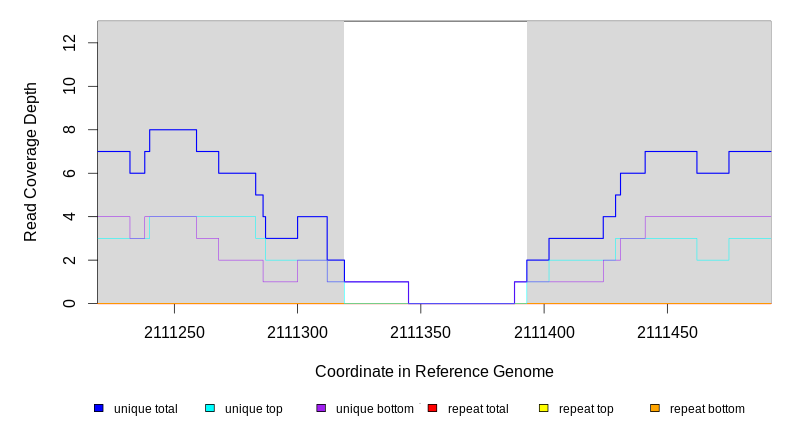 Read Coverage Depth
12
10
8
6
4
2
0
2111250 2111300 2111350 2111400 2111450
Coordinate in Reference Genome
unique total unique top unique bottom repeat total repeat top repeat bottom